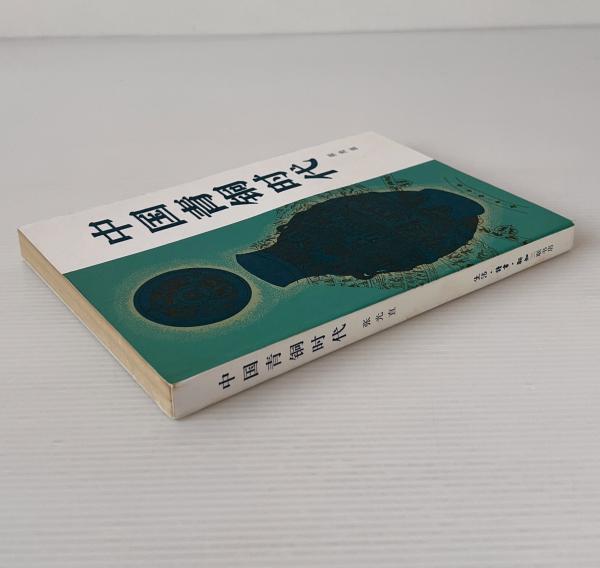 中国青铜时代
中国青铜时代
张光直
生活·读书·新知三联书店